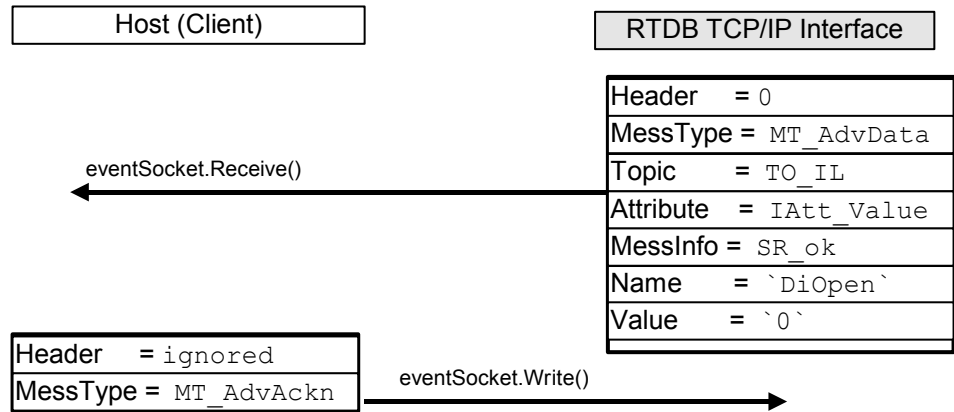 Host (Client)
RTDB TCP/IP Interface
Header = 0
MessType = MT_AdvData
eventSocket.Receive()
Topic = TO_IL
Attribute = IAtt_Value
MessInfo = SR_ok
Name = `DiOpen`
Value = `0`
Header = ignored
MessType = MT_AdvAckn
eventSocket.Write()